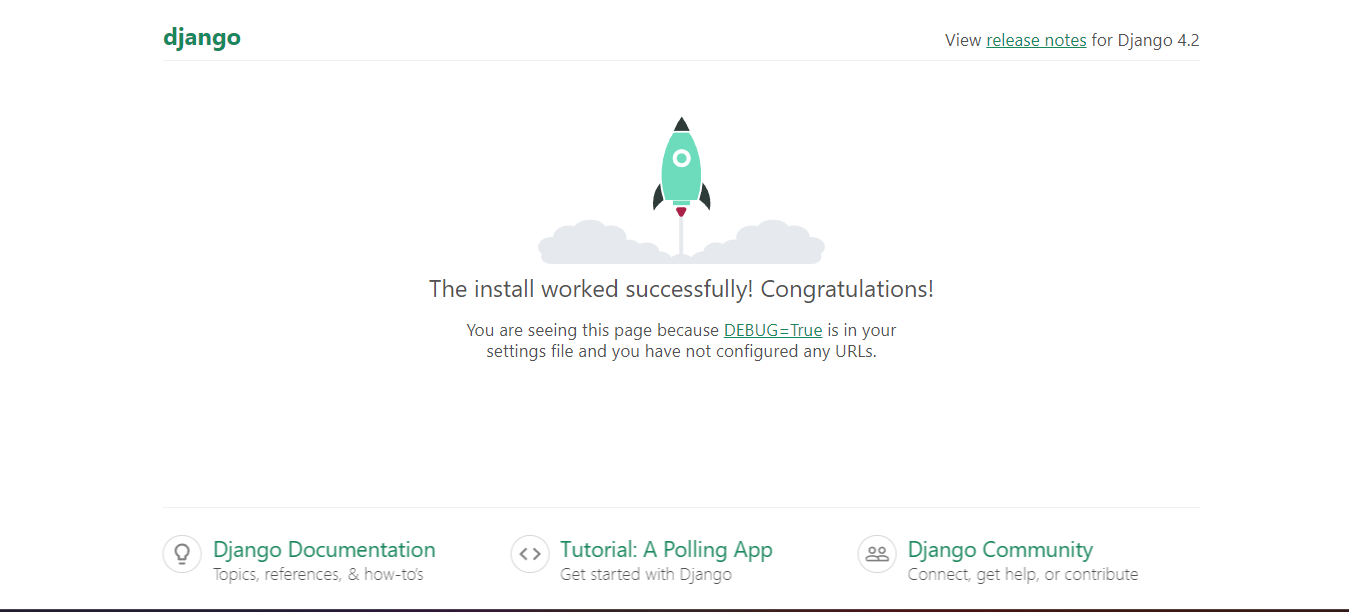 django
View release notes for Django 4.2
The install worked successfully! Congratulations!
You are seeing this page because DEBUG=True is in your
settings file and you have not configured any URLs.
Django Documentation
Topics, references, & how-to’s
Tutorial: A Polling App
Get started with Django
Django Community
Connect, get help, or contribute